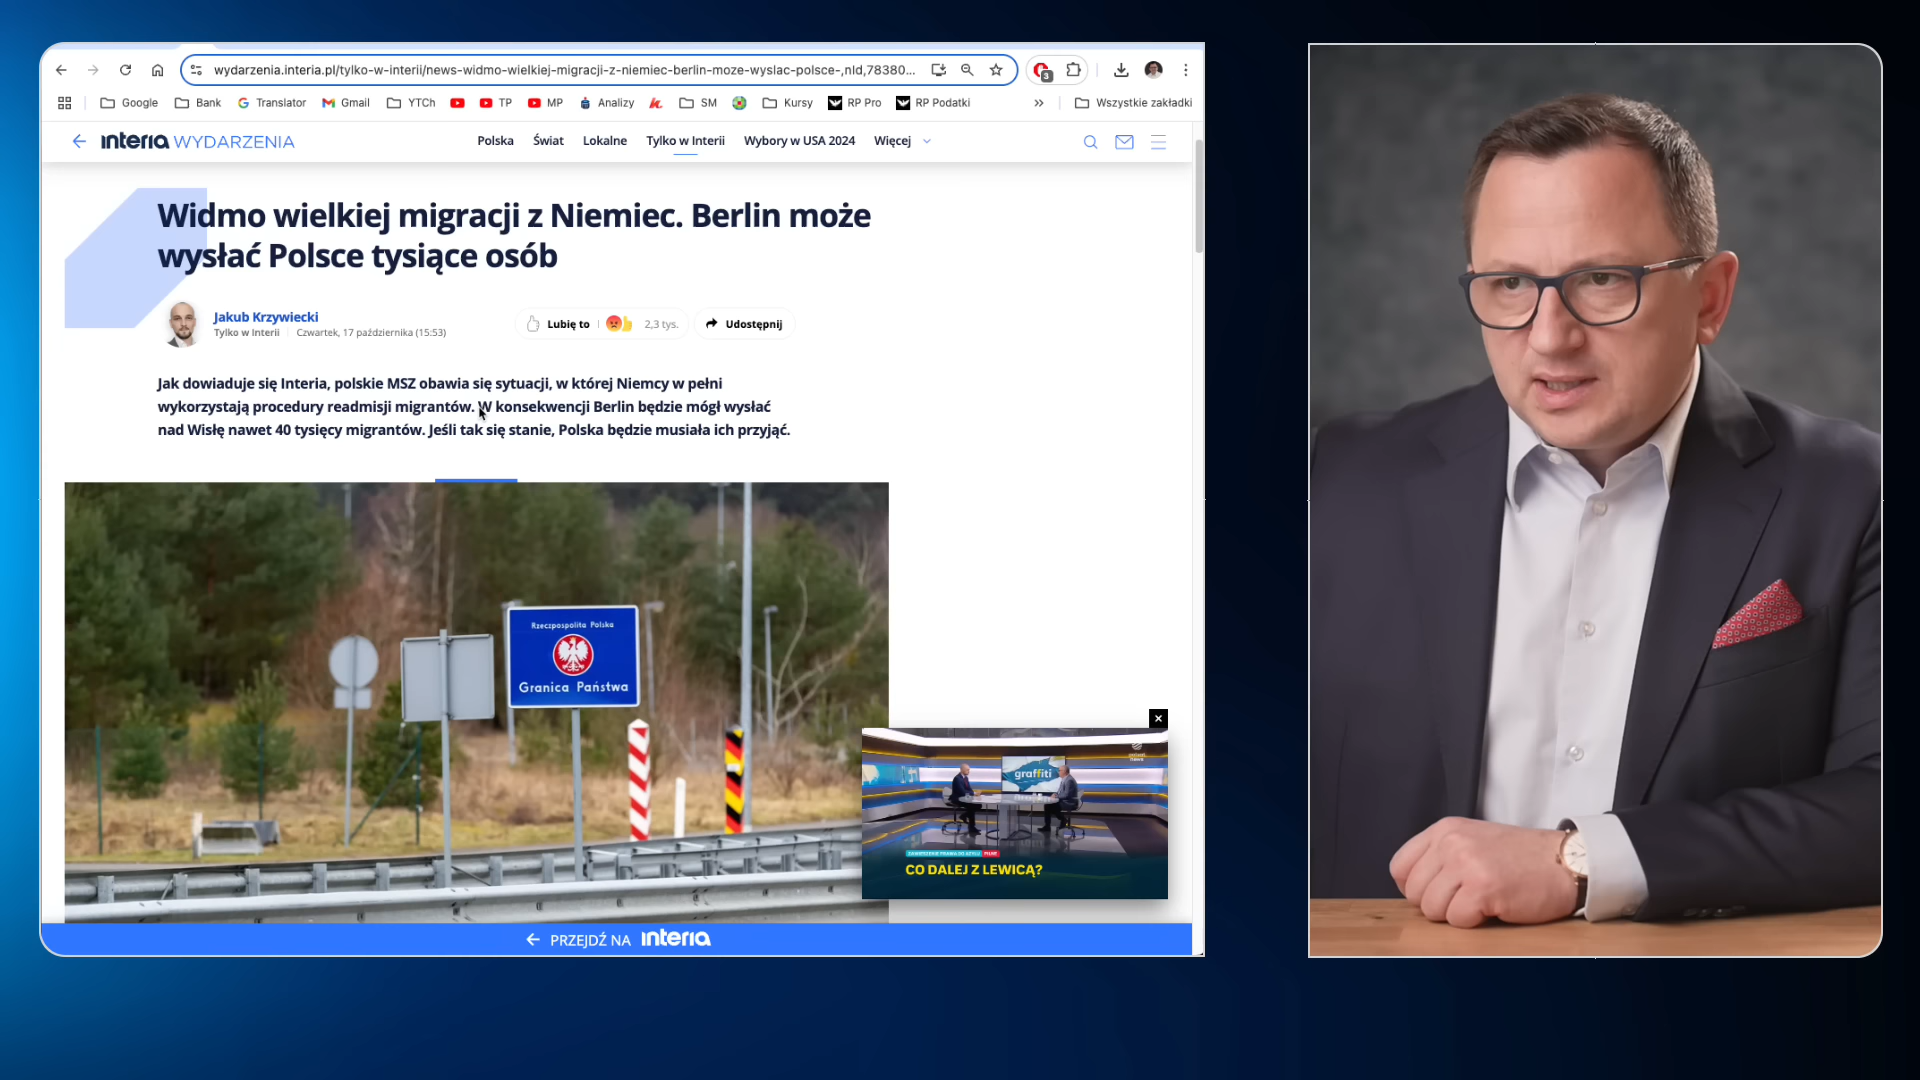 wydarzenia.interia.pl/tylko-w-interii/news-widmo-wielkiej-migracji-z-niemiec-berlin-moze-wyslac-polsce-,nId,78380...
3
Google
Bank
Translator
Gmail
YTCh
TP
MP
Analizy
SM
Kursy
RP Pro
RP Podatki
»
Wszystkie zakładki
interia WYDARZENIA
Polska
Świat
Lokalne
Tylko w Interii
Wybory w USA 2024
Więcej
Widmo wielkiej migracji z Niemiec. Berlin może
wysłać Polsce tysiące osób
Jakub Krzywiecki
Tylko w Interii
Czwartek, 17 października (15:53)
Lubię to
2,3 tys.
Udostępnij
Jak dowiaduje się Interia, polskie MSZ obawia się sytuacji, w której Niemcy w pełni
wykorzystają procedury readmisji migrantów. W konsekwencji Berlin będzie mógł wysłać
nad Wisłę nawet 40 tysięcy migrantów. Jeśli tak się stanie, Polska będzie musiała ich przyjąć.
Rzeczpospolita Polska
Granica Państwa
graffiti
CO DALEJ Z LEWICĄ?
PRZEJDŹ NA interia